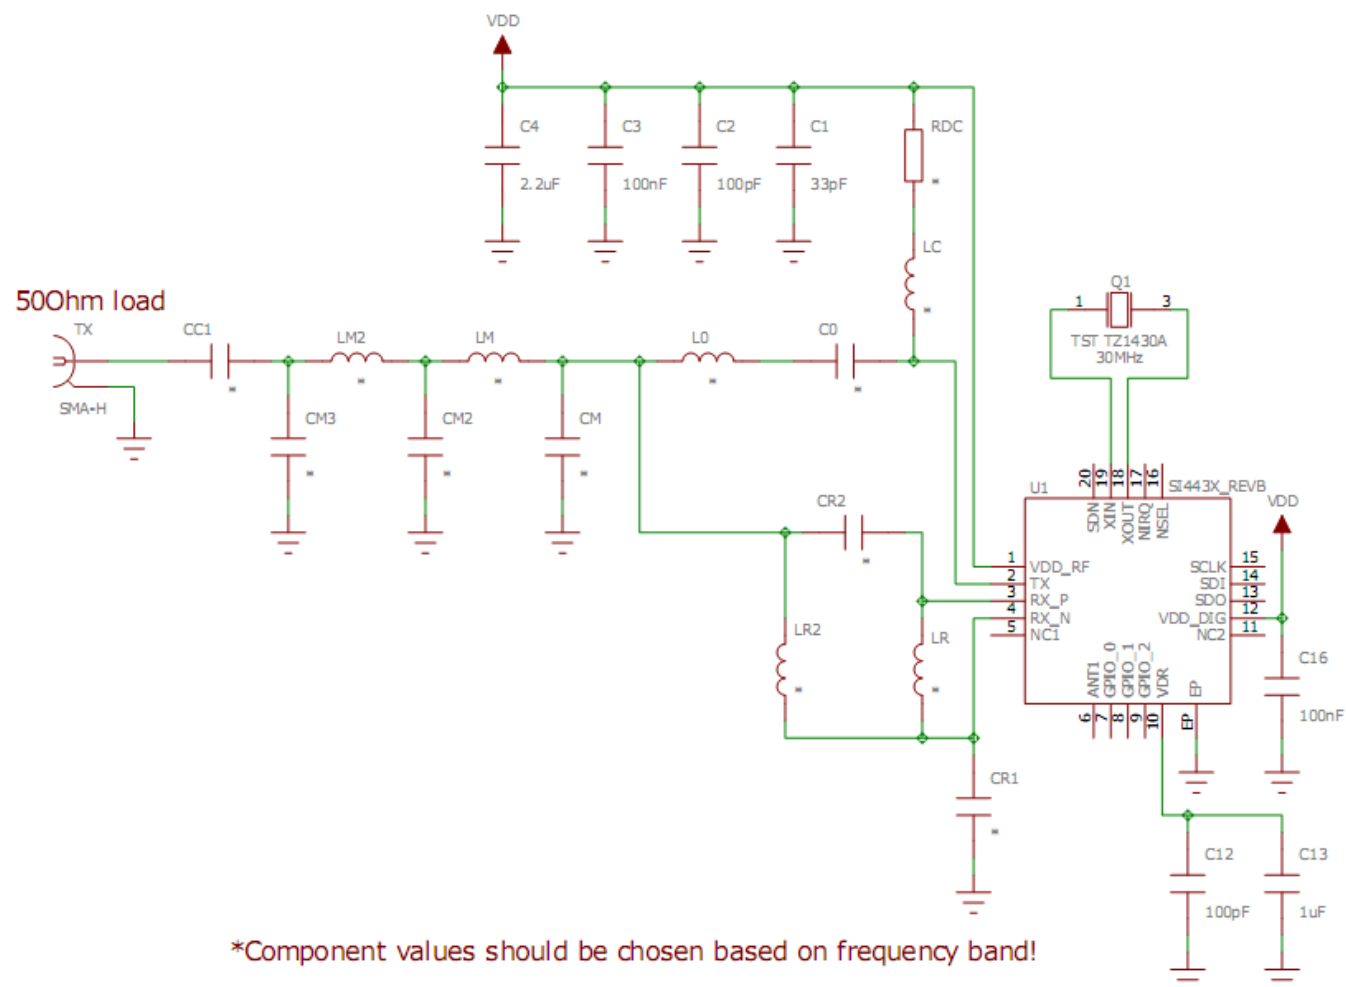 VDD
C4
C3
C2
C1
RDC
2.2uF
100nF
100pF
33pF
*
LC
*
50Ohm load
TX
CC1
LM2
LM
L0
C0
*
*
*
*
*
SMA-H
CM3
CM2
CM
*
*
*
Q1
1
3
TST TZ1430A
30MHz
CR2
*
LR2
LR
*
*
CR1
*
U1
SI443X_REVB
20
19
18
17
16
SDN
XIN
XOUT
NIRQ
NSEL
1
VDD_RF
2
TX
3
RX_P
4
RX_N
5
NC1
SCLK
15
SDI
14
SDO
13
VDD_DIG
12
NC2
11
ANT1
GPIO_0
GPIO_1
GPIO_2
VDR
EP
6
7
8
9
10
EP
VDD
C16
100nF
C12
C13
100pF
1uF
*Component values should be chosen based on frequency band!